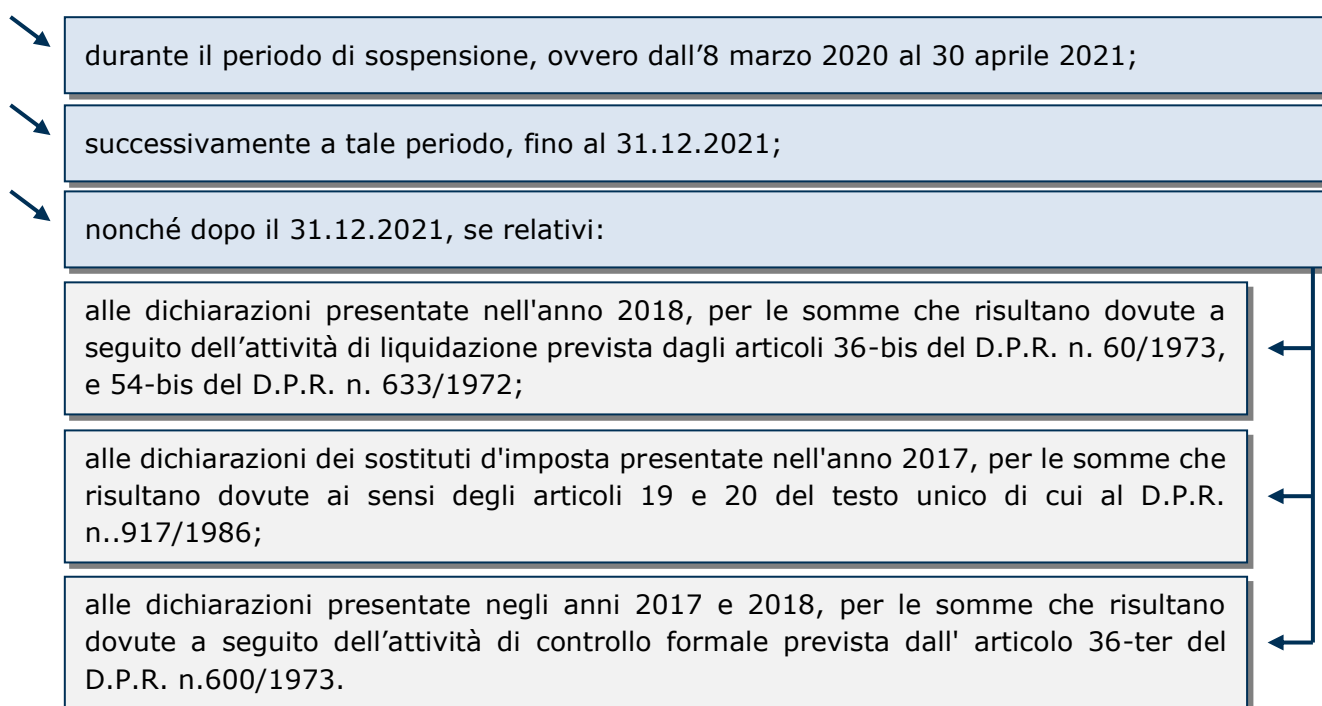 durante il periodo di sospensione, ovvero dall’8 marzo 2020 al 30 aprile 2021;
successivamente a tale periodo, fino al 31.12.2021;
nonché dopo il 31.12.2021, se relativi:
alle dichiarazioni presentate nell'anno 2018, per le somme che risultano dovute a
seguito dell’attività di liquidazione prevista dagli articoli 36-bis del D.P.R. n. 60/1973,
e 54-bis del D.P.R. n. 633/1972;
alle dichiarazioni dei sostituti d'imposta presentate nell'anno 2017, per le somme che
risultano dovute ai sensi degli articoli 19 e 20 del testo unico di cui al D.P.R.
n..917/1986;
alle dichiarazioni presentate negli anni 2017 e 2018, per le somme che risultano
dovute a seguito dell’attività di controllo formale prevista dall' articolo 36-ter del
D.P.R. n.600/1973.